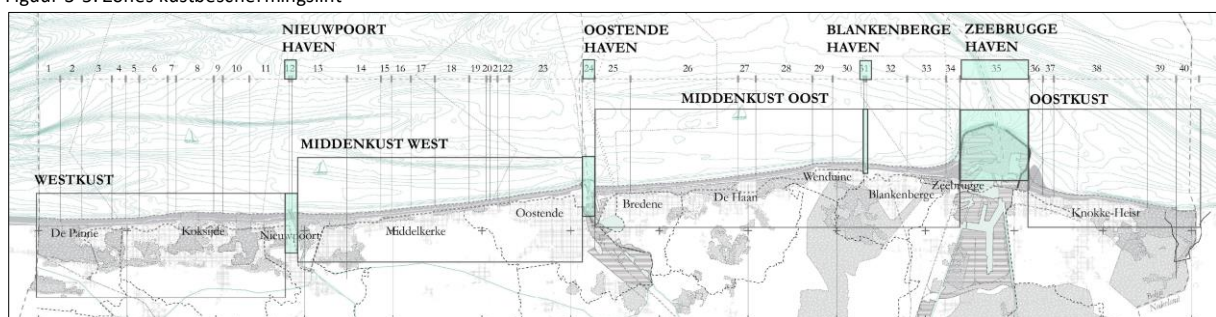 Figuur 3-3: Zones kustbeschermingslint
NIEUWPOORT
HAVEN
OOSTENDE
HAVEN
BLANKENBERGE
HAVEN
ZEEBRUGGE
HAVEN
1 2 3 4 5 6 7 8 9 10 11 12 13 14 15 16 17 18 19 20 21 22 23 24 25 26 27 28 29 30 31 32 33 34 35 36 37 38 39 40
MIDDENKUST OOST
OOSTKUST
MIDDENKUST WEST
WESTKUST
Wenduine
Zeebrugge
Blankenberge
De Haan
Bredene
Oostende
Knokke-Heist
De Panne
Koksijde
Nieuwpoort
Middelkerke
België
Nederland